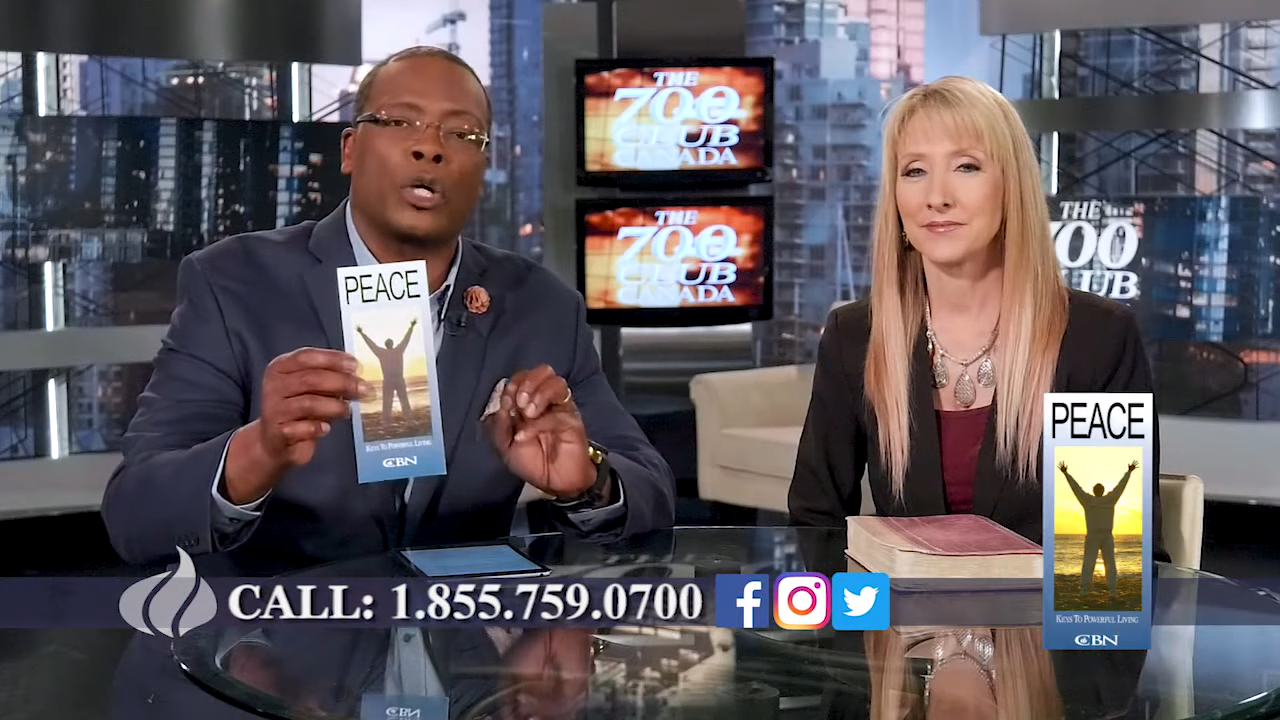 THE
700
CLUB
CANADA
THE
700
CLUB
CANADA
THE
700
CLUB
PEACE
KEYS TO POWERFUL LIVING
CBN
PEACE
KEYS TO POWERFUL LIVING
CBN
CALL: 1.855.759.0700
CBN